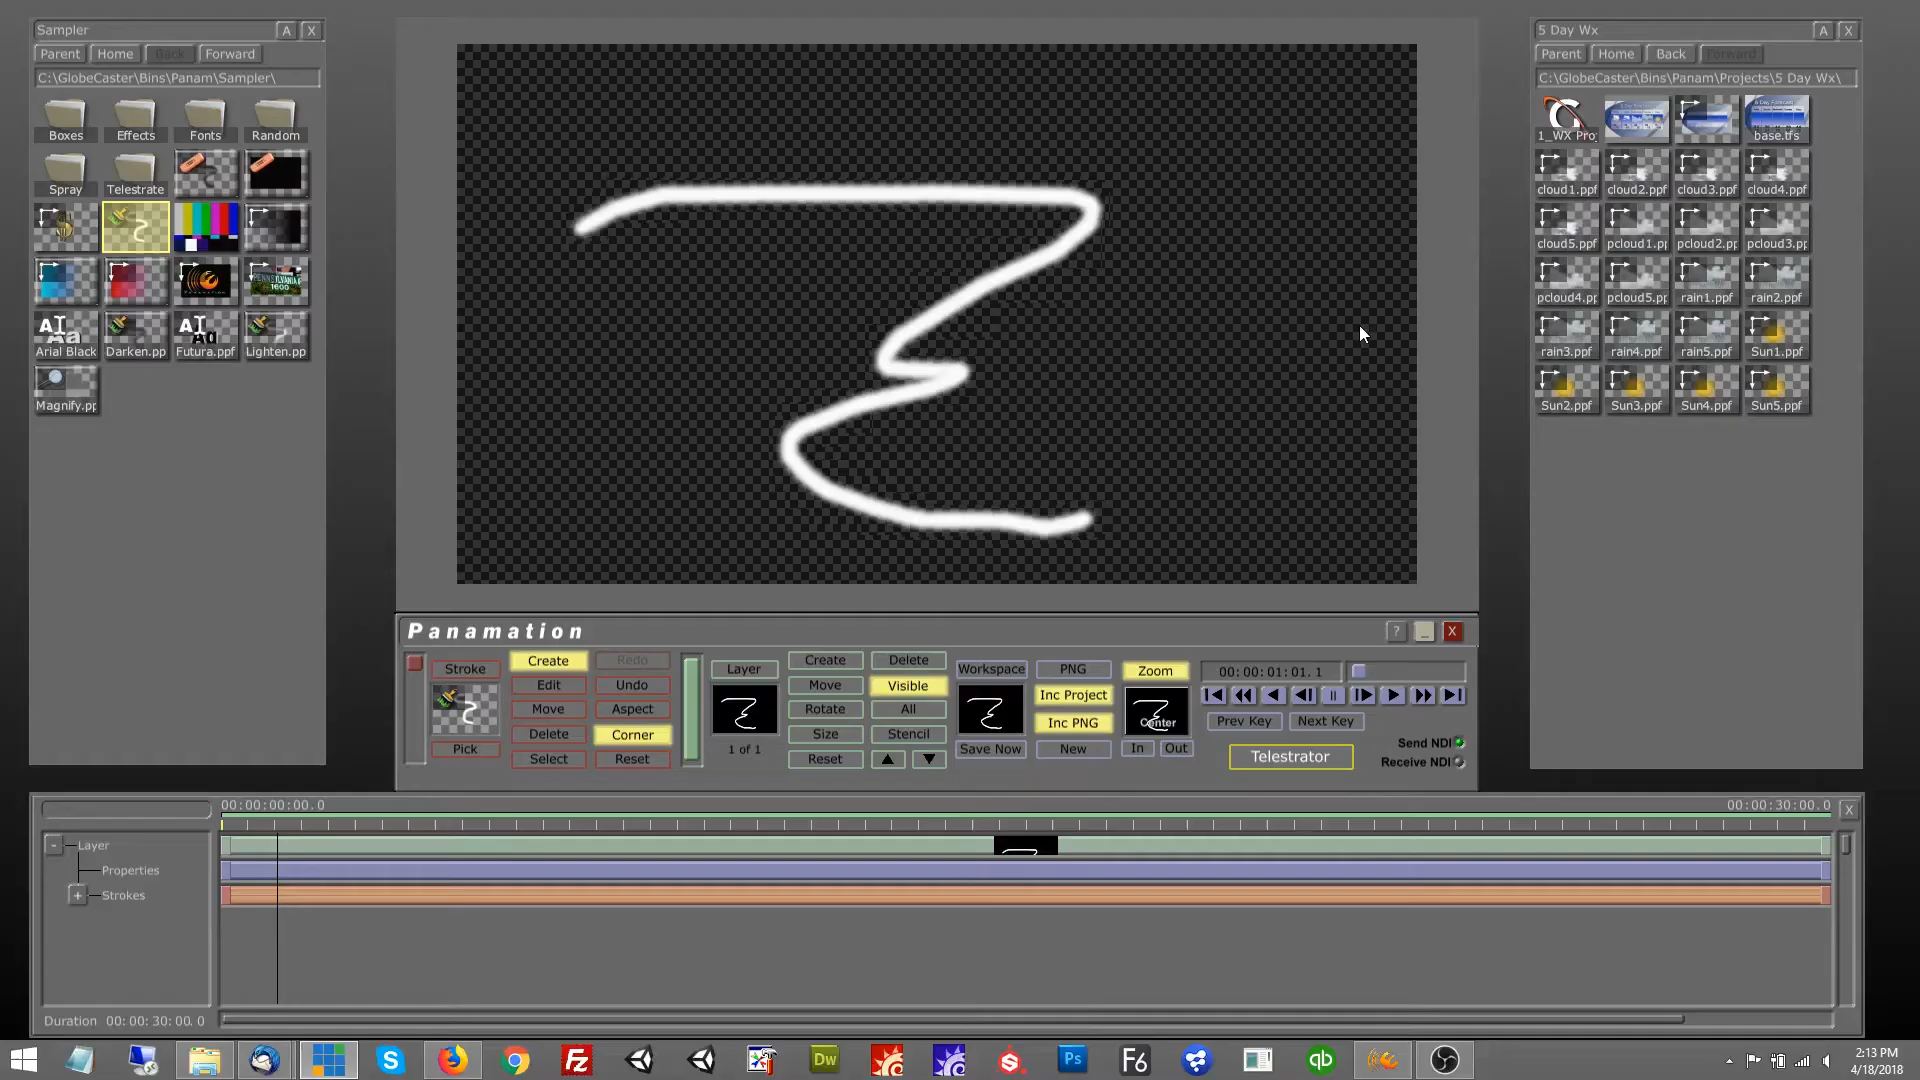 Sampler
A X
Parent Home Back Forward
C:\GlobeCaster\Bins\Panam\Sampler\
Boxes Effects Fonts Random
Spray Telestrate
PENNSYLVANIA
1600
Arial Black Darken.pp Futura.ppf Lighten.pp
Magnify.pp
5 Day Wx
A X
Parent Home Back Forward
C:\GlobeCaster\Bins\Panam\Projects\5 Day Wx\
1_WX Pro base.tfs
cloud1.ppf cloud2.ppf cloud3.ppf cloud4.ppf
cloud5.ppf pcloud1.pp pcloud2.pp pcloud3.pp
pcloud4.pp pcloud5.pp rain1.ppf rain2.ppf
rain3.ppf rain4.ppf rain5.ppf Sun1.ppf
Sun2.ppf Sun3.ppf Sun4.ppf Sun5.ppf
Panamation
? _ X
Stroke
Pick
Create Redo
Edit Undo
Move Aspect
Delete Corner
Select Reset
Layer
1 of 1
Create Delete
Move Visible
Rotate All
Size Stencil
Reset
Workspace PNG
Inc Project
Inc PNG
Save Now New
Zoom
Center
In Out
00:00:01:01.1
Prev Key Next Key
Telestrator
Send NDI
Receive NDI
00:00:00:00.0 00:00:30:00.0 X
- Layer
Properties
+ Strokes
Duration 00:00:30:00.0
S Fz Dw Ps F6 qb
2:13 PM
4/18/2018